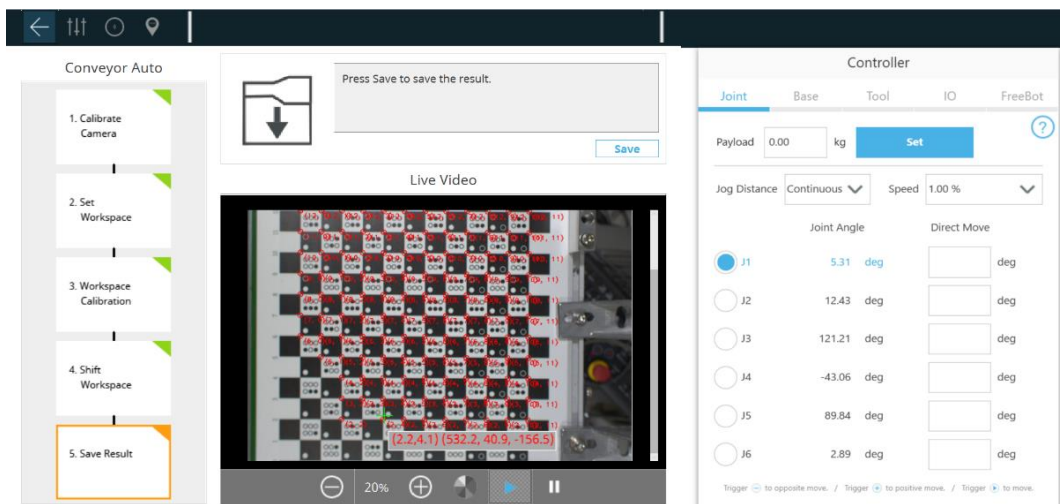 Conveyor Auto
1. Calibrate
Camera
2. Set
Workspace
3. Workspace
Calibration
4. Shift
Workspace
5. Save Result
Press Save to save the result.
Save
Live Video
(2.2,4.1) (532.2, 40.9, -156.5)
20%
Controller
Joint Base Tool IO FreeBot
?
Payload 0.00 kg Set
Jog Distance Continuous Speed 1.00 %
Joint Angle Direct Move
J1 5.31 deg deg
J2 12.43 deg deg
J3 121.21 deg deg
J4 -43.06 deg deg
J5 89.84 deg deg
J6 2.89 deg deg
Trigger to opposite move. / Trigger to positive move. / Trigger to move.